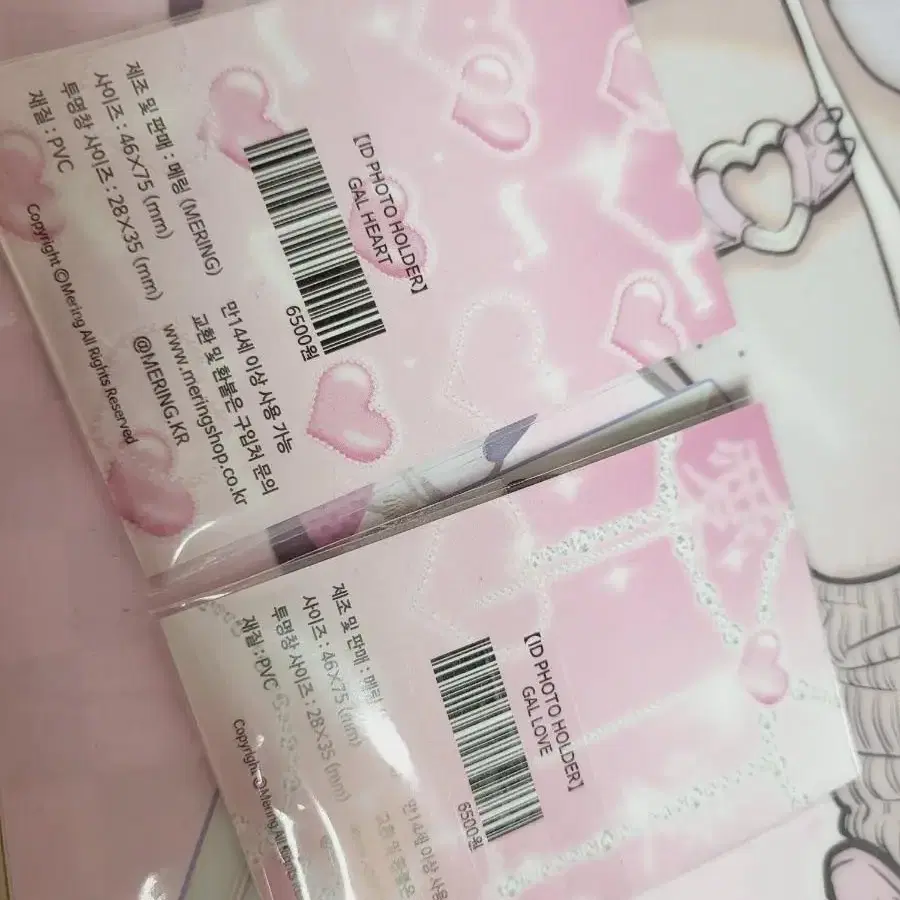 [ID PHOTO HOLDER]
GAL HEART
6500원
제조 및 판매 : 메링 (MERING)
사이즈 : 46X75 (mm)
투명창 사이즈 : 28X35 (mm)
재질 : PVC
만14세 이상 사용 가능
교환 및 환불은 구입처 문의
www.meringshop.co.kr
@MERING.KR
Copyright ©Mering All Rights Reserved
[ID PHOTO HOLDER]
GAL LOVE
6500원
제조 및 판매 : 메링
사이즈 : 46X75 (mm)
투명창 사이즈 : 28X35 (mm)
재질 : PVC
만14세 이상 사용
교환 및 환불은
Copyright ©Mering All